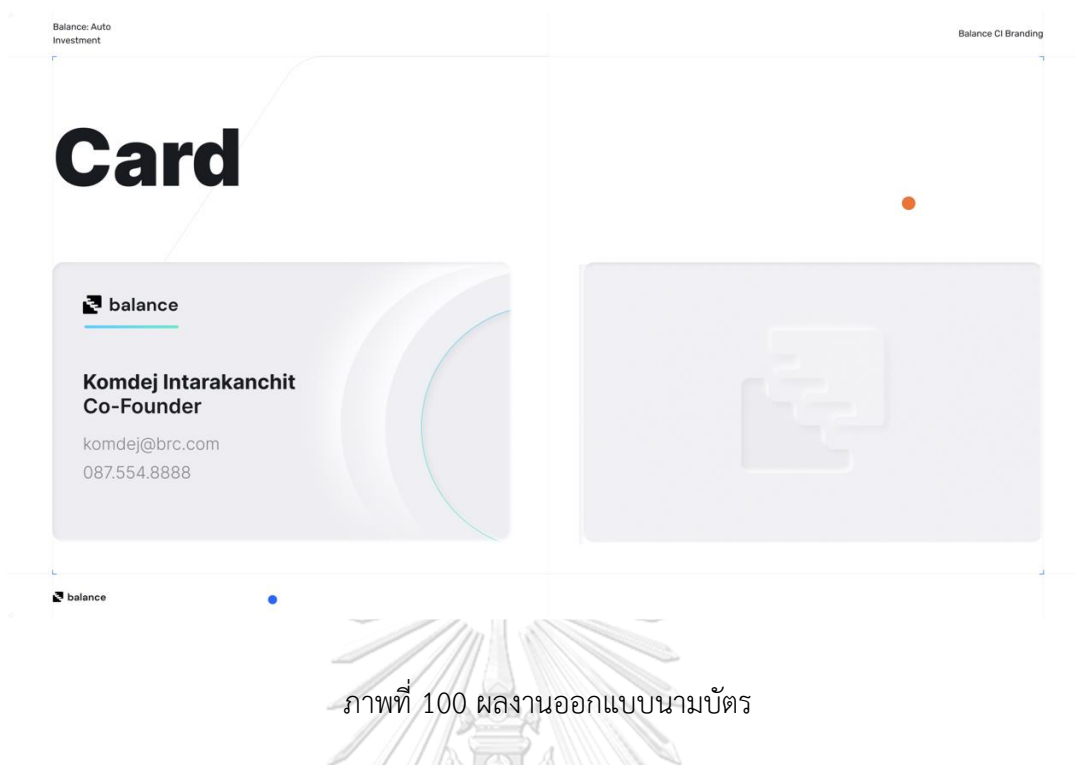 Balance: Auto
Investment
Balance CI Branding
Card
balance
Komdej Intarakanchit
Co-Founder
komdej@brc.com
087.554.8888
balance
ภาพที่ 100 ผลงานออกแบบนามบัตร